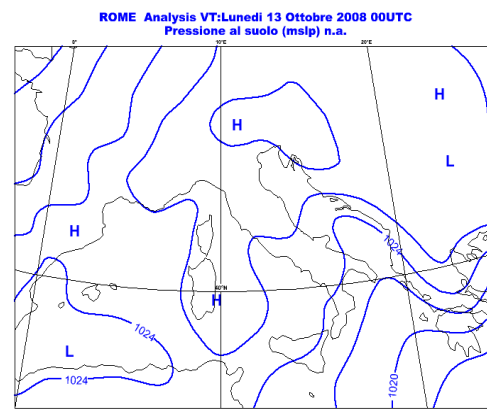 ROME Analysis VT:Lunedi 13 Ottobre 2008 00UTC
Pressione al suolo (mslp) n.a.
0° 10°E 20°E
H
H
L
H
1024
40°N
H
1024
L
1024
1020